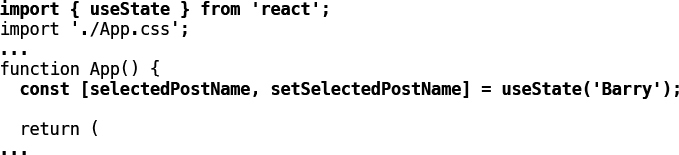 import { useState } from 'react';
import './App.css';
...
function App() {
  const [selectedPostName, setSelectedPostName] = useState('Barry');

  return (
...